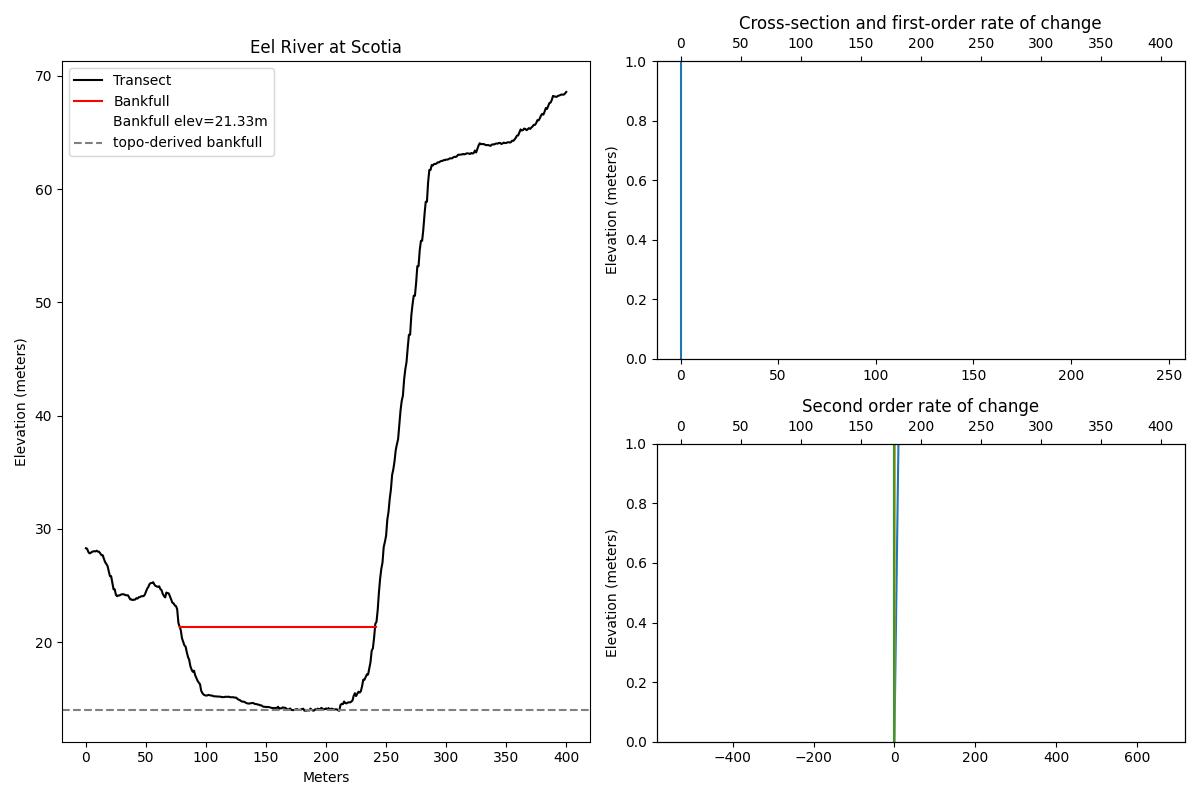 Eel River at Scotia
Transect
Bankfull
Bankfull elev=21.33m
topo-derived bankfull
70
60
50
40
30
20
Elevation (meters)
0 50 100 150 200 250 300 350 400
Meters
Cross-section and first-order rate of change
0 50 100 150 200 250 300 350 400
1.0
0.8
0.6
0.4
0.2
0.0
Elevation (meters)
0 50 100 150 200 250
Second order rate of change
0 50 100 150 200 250 300 350 400
1.0
0.8
0.6
0.4
0.2
0.0
Elevation (meters)
−400 −200 0 200 400 600